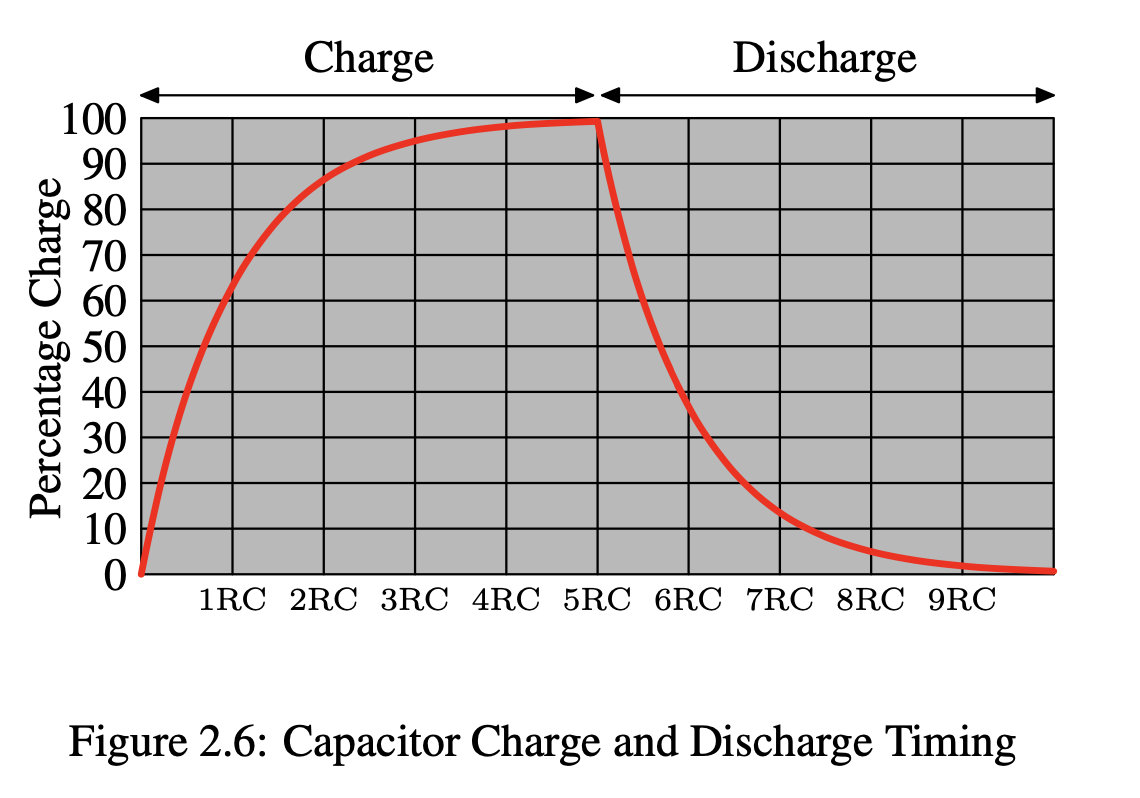 Charge Discharge
Percentage Charge
100
90
80
70
60
50
40
30
20
10
0
1RC 2RC 3RC 4RC 5RC 6RC 7RC 8RC 9RC
Figure 2.6: Capacitor Charge and Discharge Timing